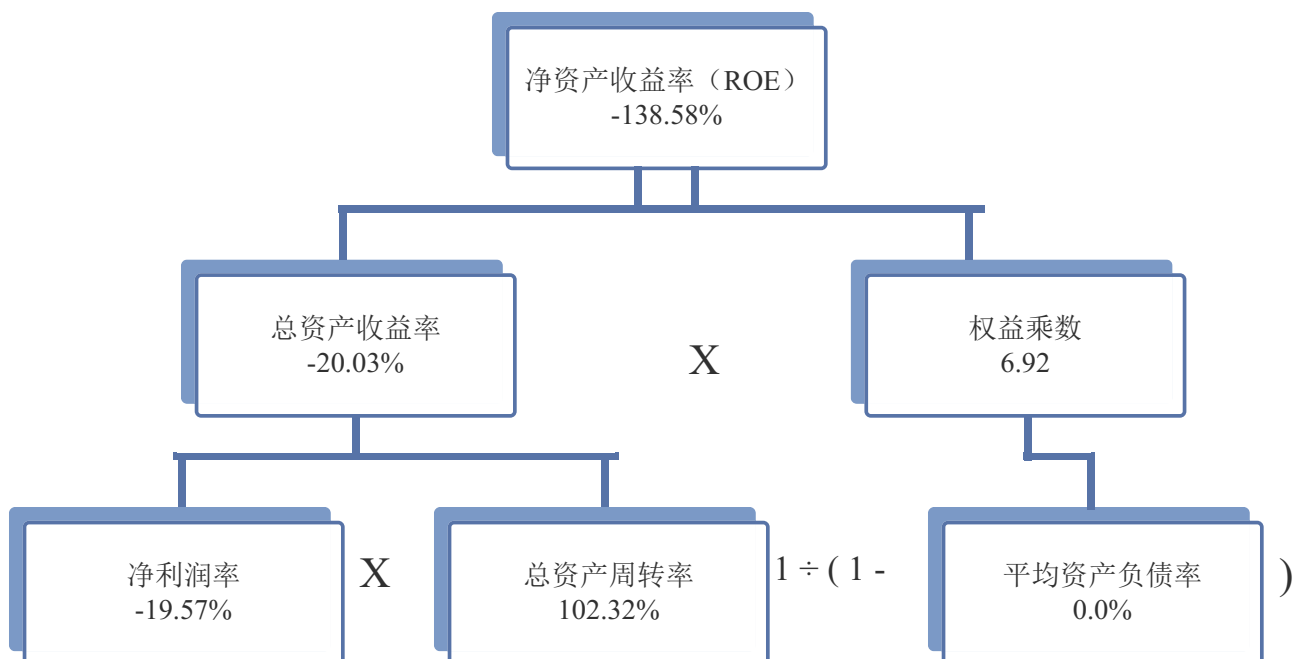 净资产收益率（ROE）
-138.58%
总资产收益率
-20.03%
X
权益乘数
6.92
净利润率
-19.57%
X
总资产周转率
102.32%
1 ÷ ( 1 -
平均资产负债率
0.0%
)